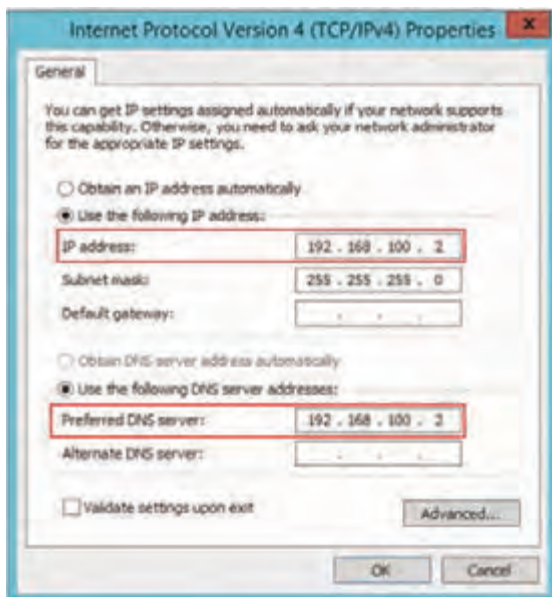 Internet Protocol Version 4 (TCP/IPv4) Properties
X
General
You can get IP settings assigned automatically if your network supports
this capability. Otherwise, you need to ask your network administrator
for the appropriate IP settings.
Obtain an IP address automatically
Use the following IP address:
IP address: 192 . 168 . 100 . 2
Subnet mask: 255 . 255 . 255 . 0
Default gateway: . . .
Obtain DNS server address automatically
Use the following DNS server addresses:
Preferred DNS server: 192 . 168 . 100 . 2
Alternate DNS server: . . .
Validate settings upon exit
Advanced...
OK Cancel